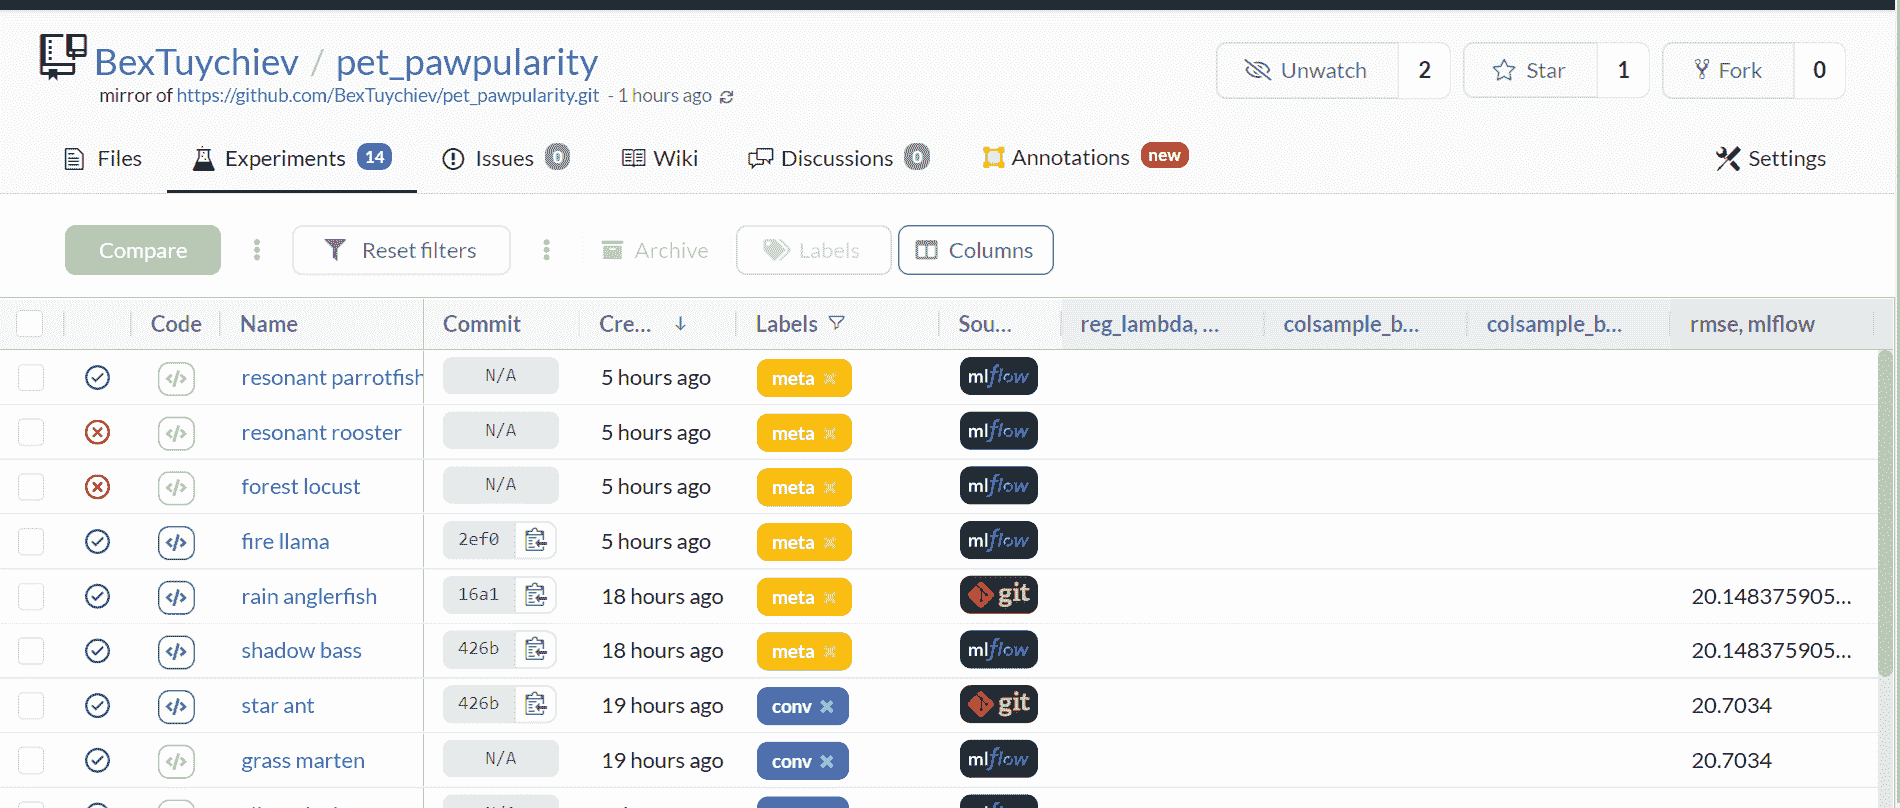 BexTuychiev / pet_pawpularity
mirror of https://github.com/BexTuychiev/pet_pawpularity.git - 1 hours ago
Unwatch 2 Star 1 Fork 0
Files Experiments 14 Issues 0 Wiki Discussions 0 Annotations new Settings
Compare Reset filters Archive Labels Columns
Code Name Commit Cre... Labels Sou... reg_lambda, ... colsample_b... colsample_b... rmse, mlflow
resonant parrotfish N/A 5 hours ago meta mlflow
resonant rooster N/A 5 hours ago meta mlflow
forest locust N/A 5 hours ago meta mlflow
fire llama 2ef0 5 hours ago meta mlflow
rain anglerfish 16a1 18 hours ago meta git 20.148375905...
shadow bass 426b 18 hours ago meta mlflow 20.148375905...
star ant 426b 19 hours ago conv git 20.7034
grass marten N/A 19 hours ago conv mlflow 20.7034